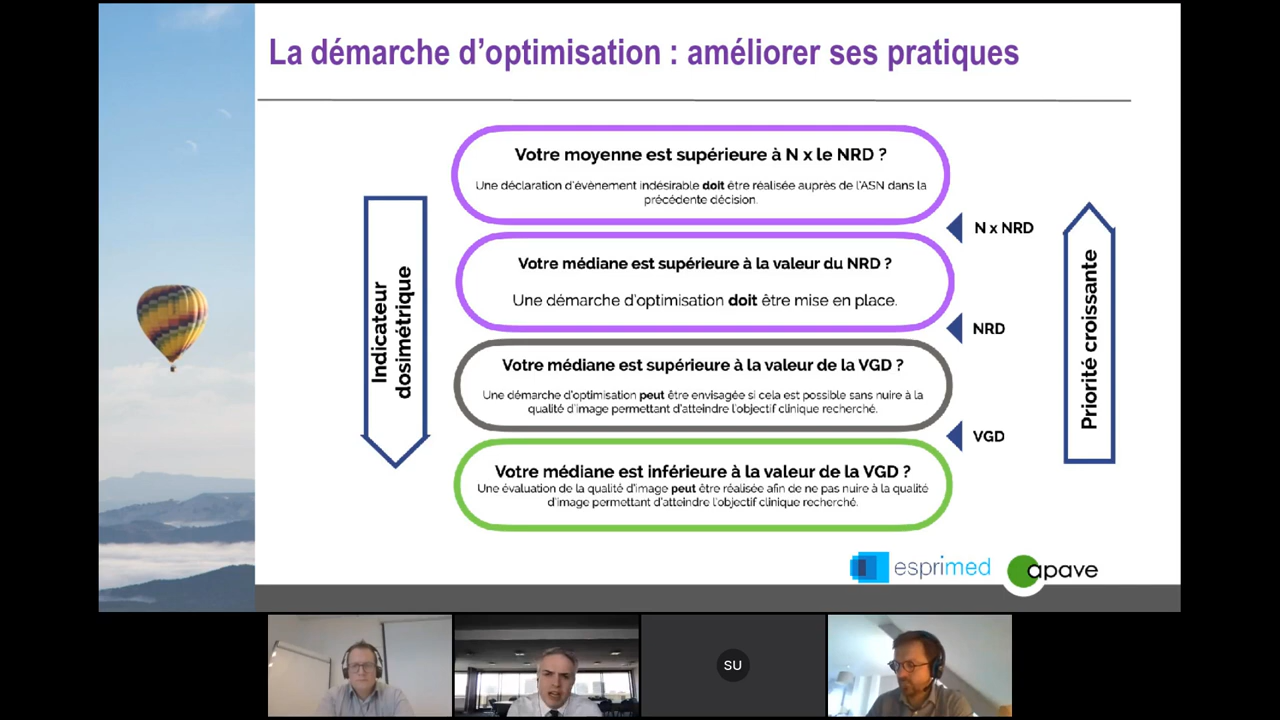 La démarche d'optimisation : améliorer ses pratiques
Votre moyenne est supérieure à N x le NRD ?
Une déclaration d'évènement indésirable doit être réalisée auprès de l'ASN dans la
précédente décision.
N x NRD
Votre médiane est supérieure à la valeur du NRD ?
Une démarche d'optimisation doit être mise en place.
NRD
Votre médiane est supérieure à la valeur de la VGD ?
Une démarche d'optimisation peut être envisagée si cela est possible sans nuire à la
qualité d'image permettant d'atteindre l'objectif clinique recherché.
VGD
Votre médiane est inférieure à la valeur de la VGD ?
Une évaluation de la qualité d'image peut être réalisée afin de ne pas nuire à la qualité
d'image permettant d'atteindre l'objectif clinique recherché.
Indicateur
dosimétrique
Priorité croissante
esprimed
apave
SU